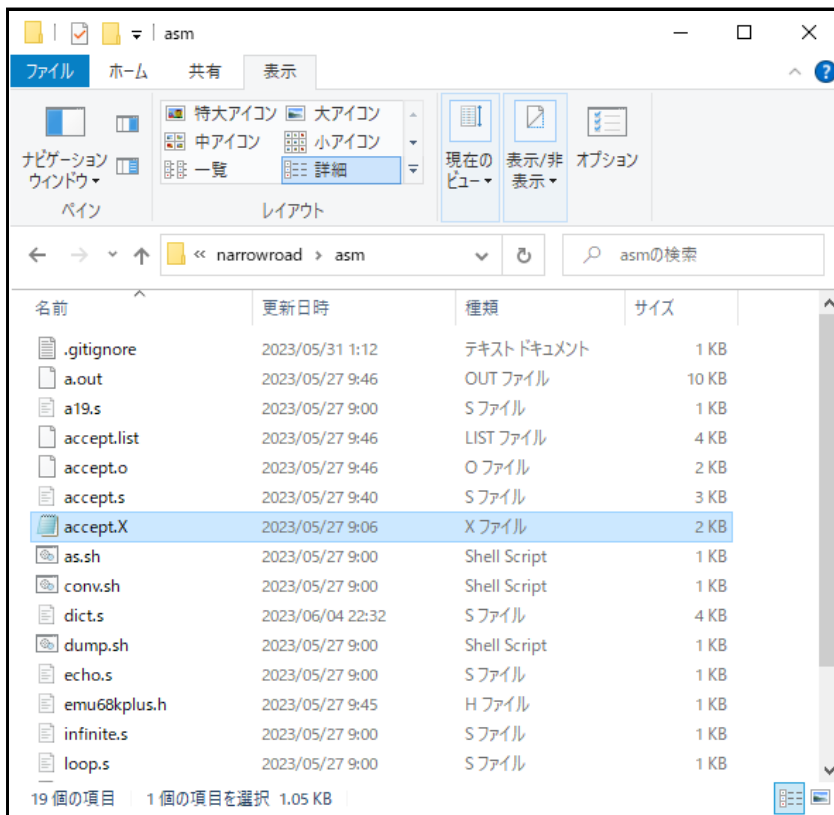 asm
ファイル ホーム 共有 表示
特大アイコン 大アイコン
中アイコン 小アイコン
一覧 詳細
ナビゲーション
ウィンドウ
現在の
ビュー
表示/非
表示
オプション
ペイン レイアウト
« narrowroad › asm asmの検索
名前 更新日時 種類 サイズ
.gitignore 2023/05/31 1:12 テキスト ドキュメント 1 KB
a.out 2023/05/27 9:46 OUT ファイル 10 KB
a19.s 2023/05/27 9:00 S ファイル 1 KB
accept.list 2023/05/27 9:46 LIST ファイル 4 KB
accept.o 2023/05/27 9:46 O ファイル 2 KB
accept.s 2023/05/27 9:40 S ファイル 3 KB
accept.X 2023/05/27 9:06 X ファイル 2 KB
as.sh 2023/05/27 9:00 Shell Script 1 KB
conv.sh 2023/05/27 9:00 Shell Script 1 KB
dict.s 2023/06/04 22:32 S ファイル 4 KB
dump.sh 2023/05/27 9:00 Shell Script 1 KB
echo.s 2023/05/27 9:00 S ファイル 1 KB
emu68kplus.h 2023/05/27 9:45 H ファイル 1 KB
infinite.s 2023/05/27 9:00 S ファイル 1 KB
loop.s 2023/05/27 9:00 S ファイル 1 KB
19 個の項目 1 個の項目を選択 1.05 KB